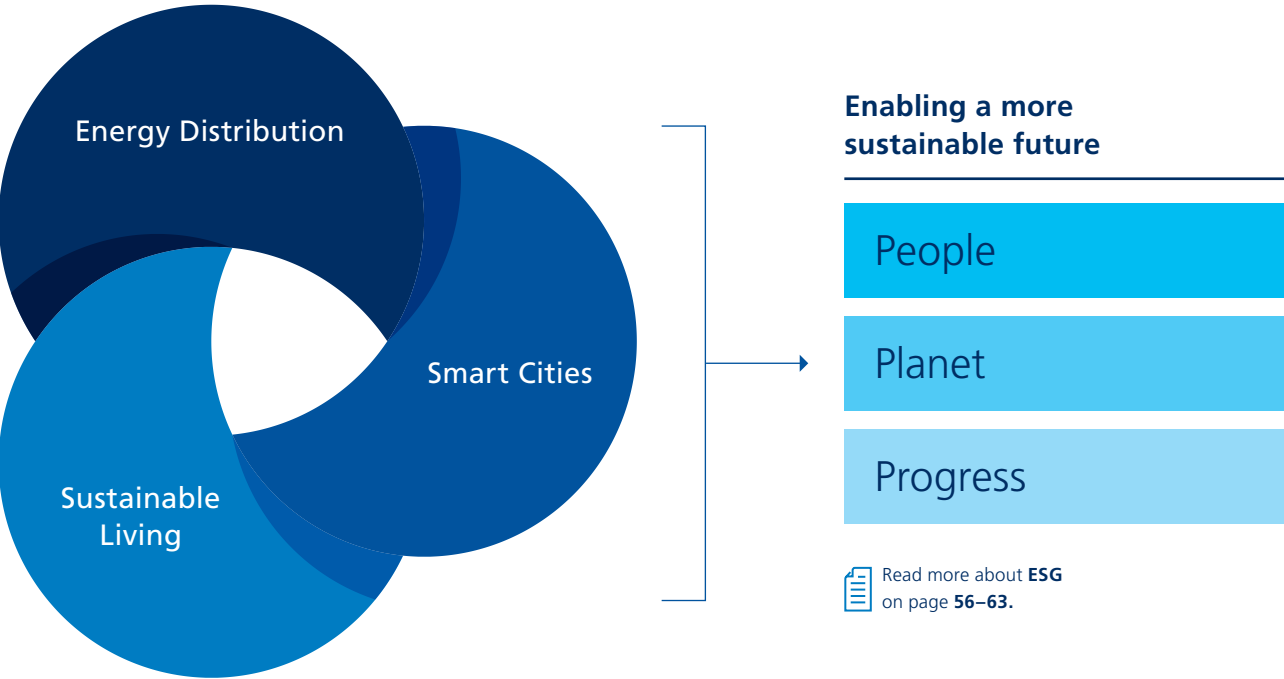 Energy Distribution
Smart Cities
Sustainable
Living
Enabling a more
sustainable future
People
Planet
Progress
Read more about ESG
on page 56–63.